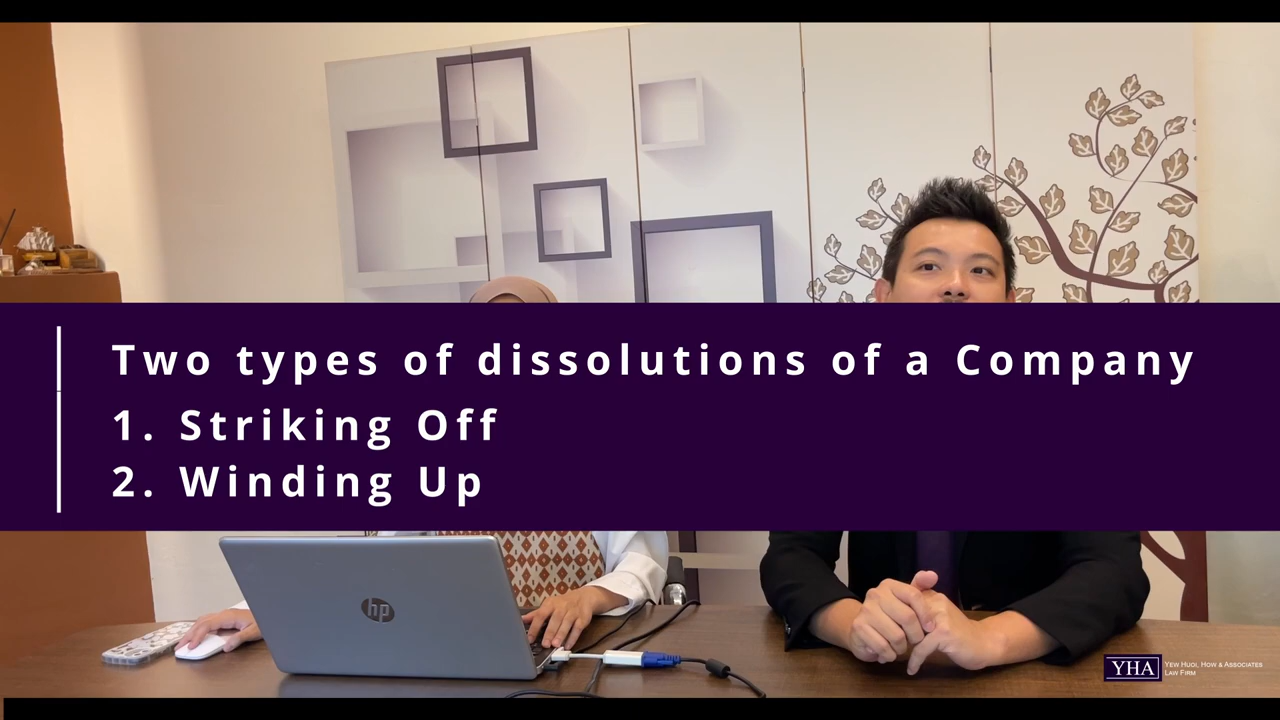 Two types of dissolutions of a Company
1. Striking Off
2. Winding Up
hp
YHA
YEW HUOI, HOW & ASSOCIATES
LAW FIRM